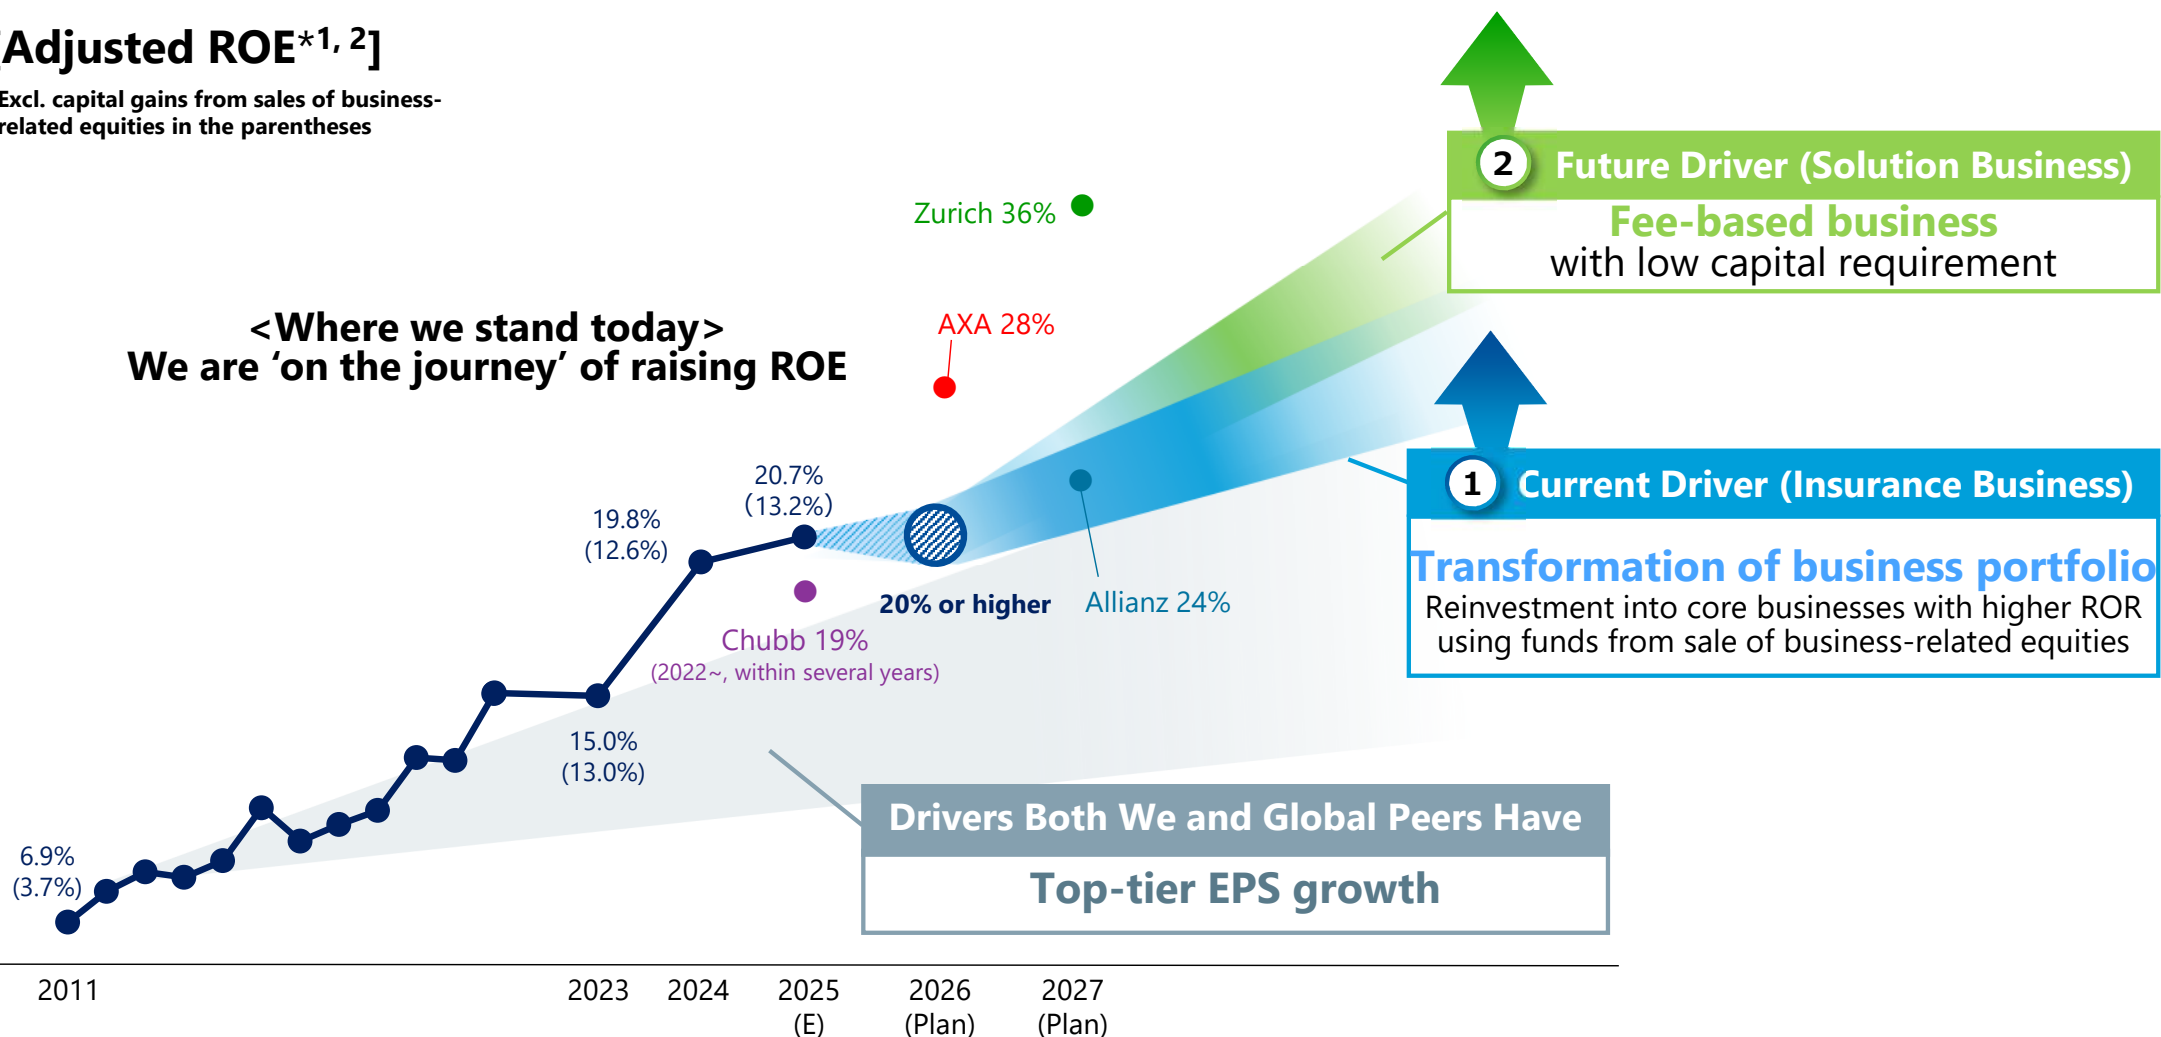 [Adjusted ROE*1, 2]
Excl. capital gains from sales of business-
related equities in the parentheses
<Where we stand today>
We are ‘on the journey’ of raising ROE
Zurich 36%
AXA 28%
20.7%
(13.2%)
19.8%
(12.6%)
20% or higher
Allianz 24%
Chubb 19%
(2022~, within several years)
15.0%
(13.0%)
6.9%
(3.7%)
2 Future Driver (Solution Business)
Fee-based business
with low capital requirement
1 Current Driver (Insurance Business)
Transformation of business portfolio
Reinvestment into core businesses with higher ROR
using funds from sale of business-related equities
Drivers Both We and Global Peers Have
Top-tier EPS growth
2011 2023 2024 2025 2026 2027
(E) (Plan) (Plan)